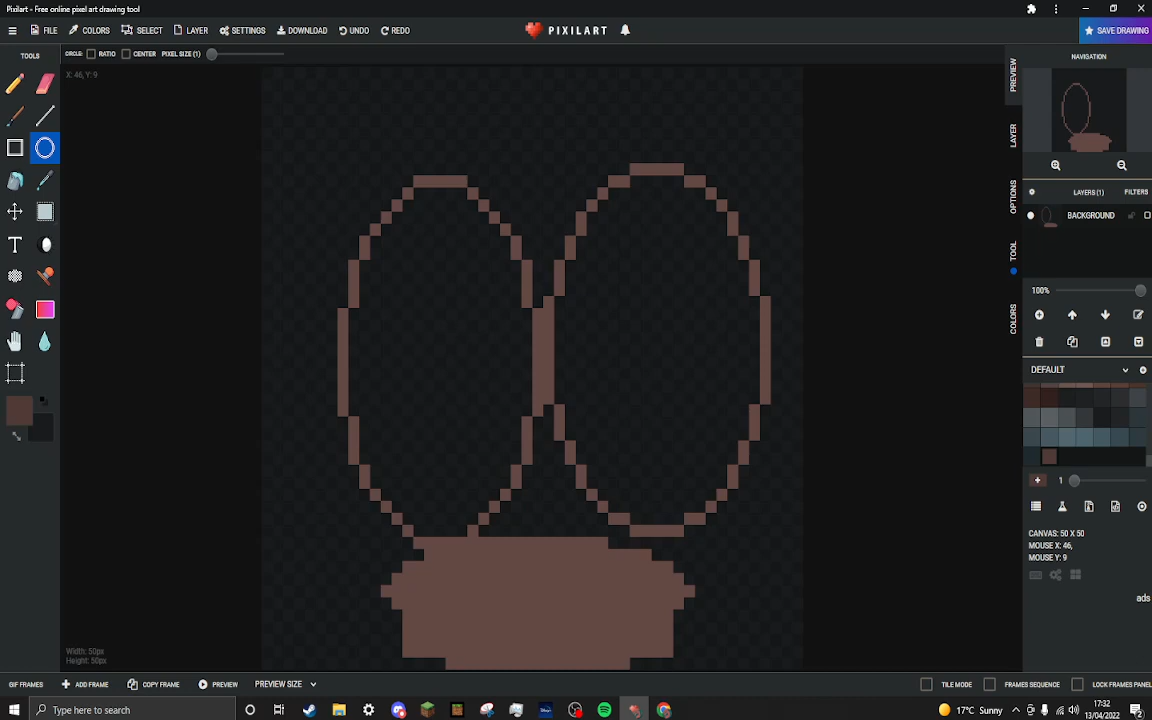 Pixilart - Free online pixel art drawing tool
FILE COLORS SELECT LAYER SETTINGS DOWNLOAD UNDO REDO PIXILART SAVE DRAWING
TOOLS CIRCLE: RATIO CENTER PIXEL SIZE (1)
X: 46, Y: 9
PREVIEW
LAYER
OPTIONS
TOOL
COLORS
NAVIGATION
LAYERS (1) FILTERS
BACKGROUND
100%
DEFAULT
1
CANVAS: 50 X 50
MOUSE X: 46,
MOUSE Y: 9
ads
Width: 50px
Height: 50px
GIF FRAMES ADD FRAME COPY FRAME PREVIEW PREVIEW SIZE TILE MODE FRAMES SEQUENCE LOCK FRAMES PANEL
Type here to search
17°C Sunny
17:32
13/04/2022
2